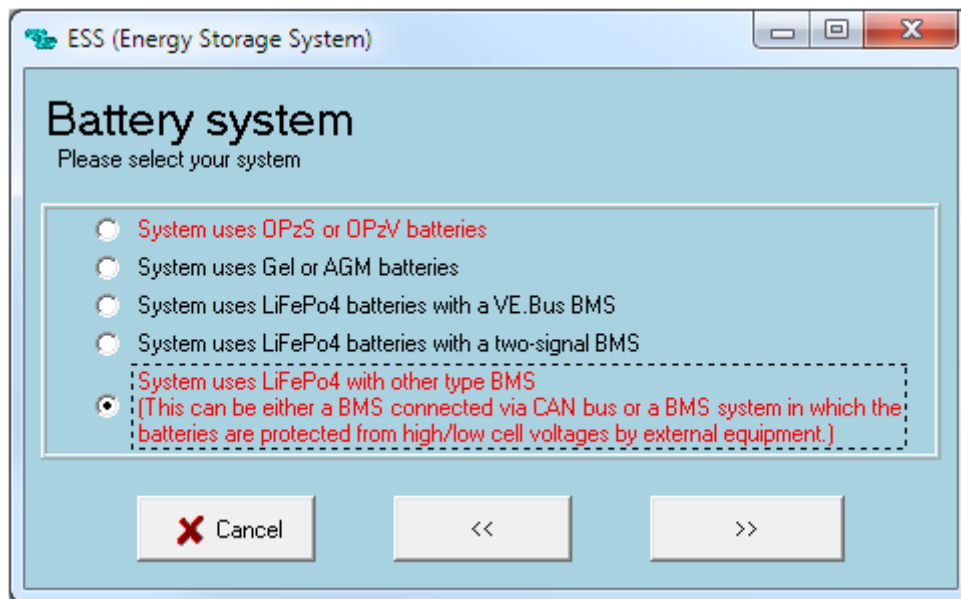 ESS (Energy Storage System)
Battery system
Please select your system
System uses OPzS or OPzV batteries
System uses Gel or AGM batteries
System uses LiFePo4 batteries with a VE.Bus BMS
System uses LiFePo4 batteries with a two-signal BMS
System uses LiFePo4 with other type BMS
(This can be either a BMS connected via CAN bus or a BMS system in which the
batteries are protected from high/low cell voltages by external equipment.)
Cancel << >>